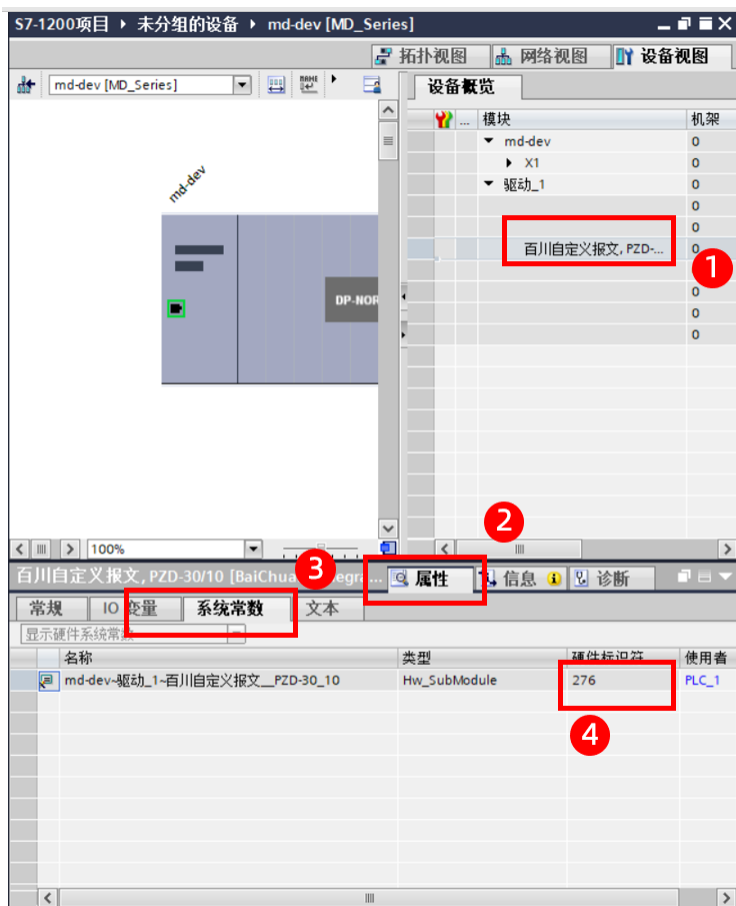 S7-1200项目 ▸ 未分组的设备 ▸ md-dev [MD_Series]
拓扑视图 网络视图 设备视图
md-dev [MD_Series]
设备概览
... 模块 机架
md-dev 0
X1 0
驱动_1 0
0
0
百川自定义报文, PZD-... 0
1
0
0
0
md-dev
DP-NOR
2
100%
3
百川自定义报文, PZD-30/10 [BaiChua
属性 信息 诊断
常规 IO 变量 系统常数 文本
显示硬件系统常数
名称 类型 硬件标识符 使用者
md-dev~驱动_1~百川自定义报文__PZD-30_10 Hw_SubModule 276 PLC_1
4